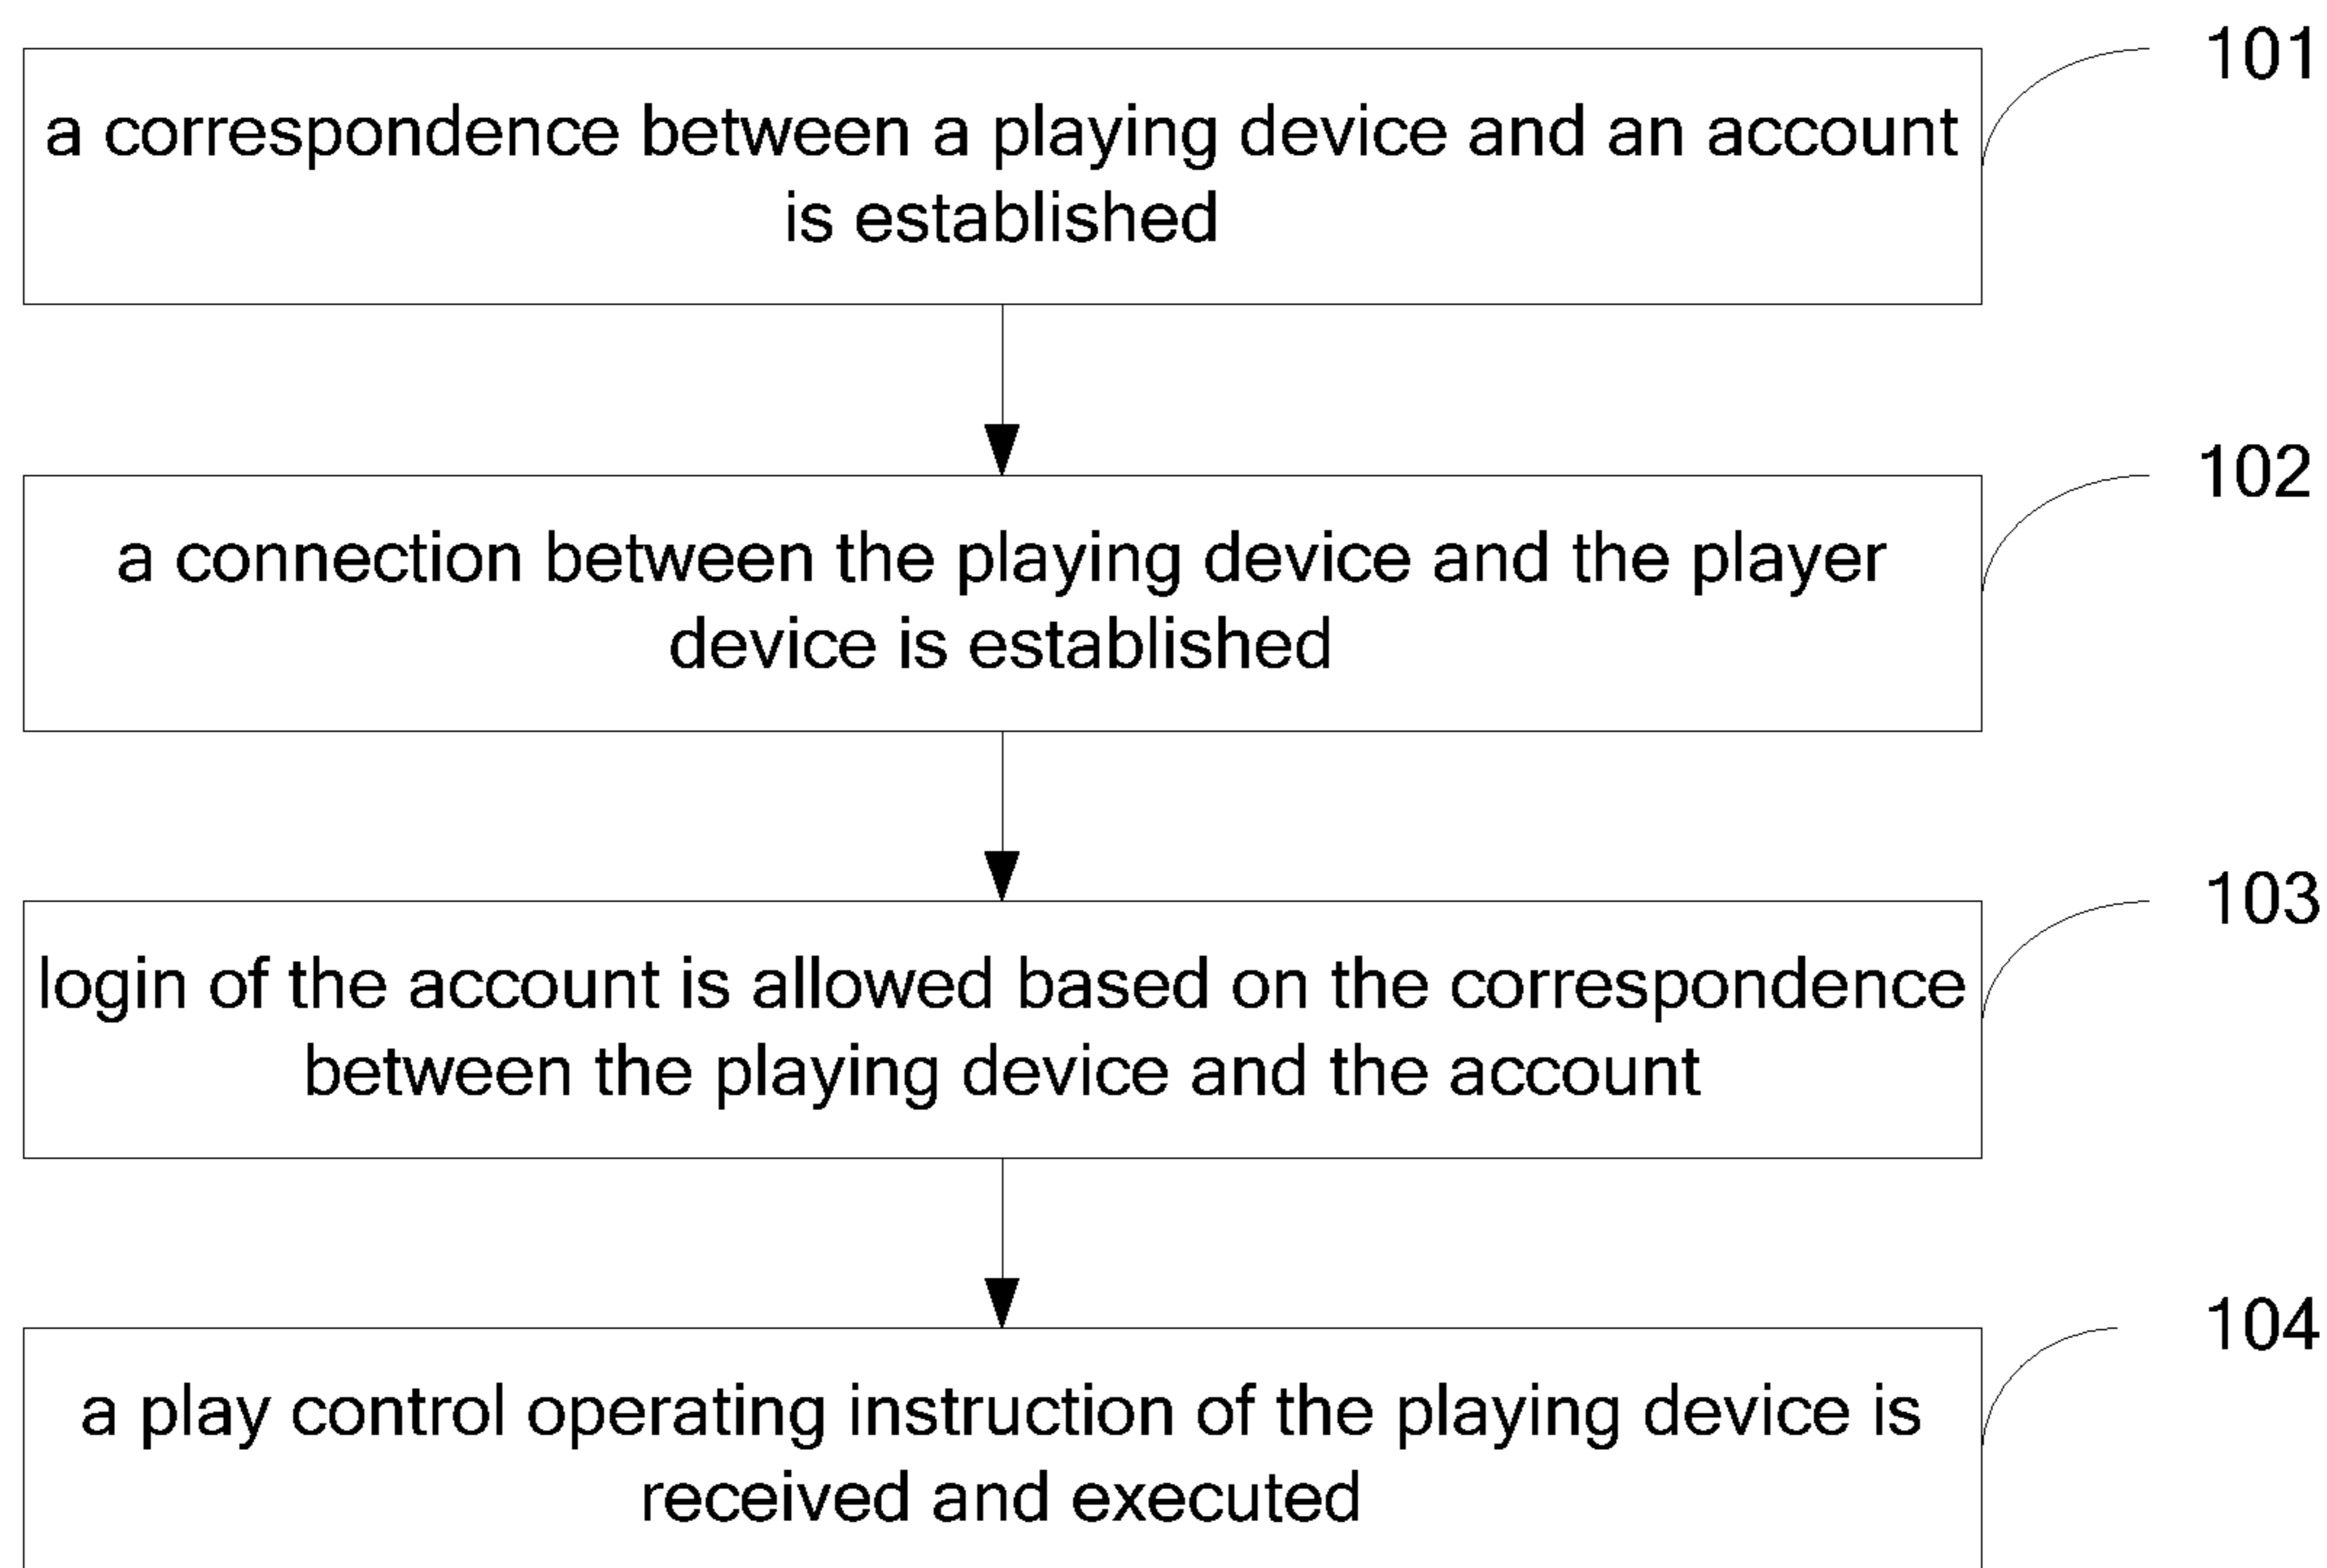 101
a correspondence between a playing device and an account
is established
102
a connection between the playing device and the player
device is established
103
login of the account is allowed based on the correspondence
between the playing device and the account
104
a play control operating instruction of the playing device is
received and executed